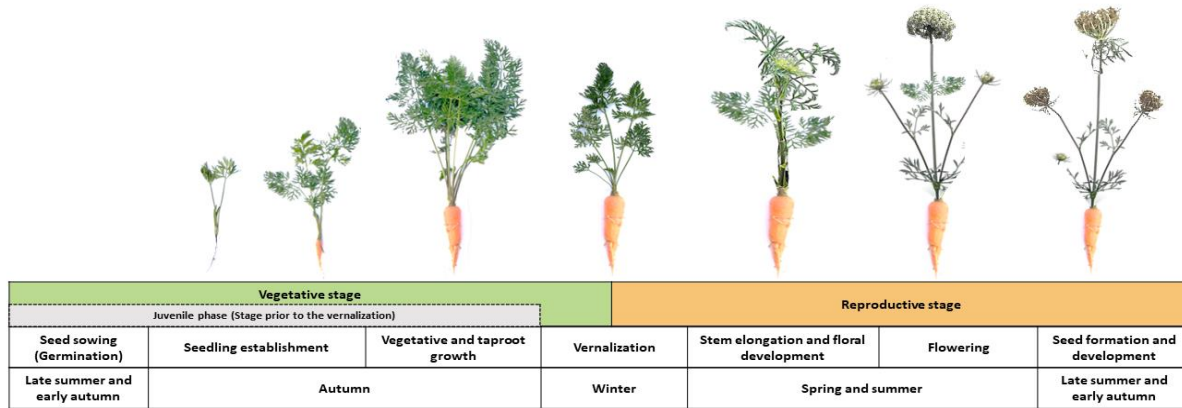 Vegetative stage
Reproductive stage
Juvenile phase (Stage prior to the vernalization)
Seed sowing
(Germination)
Seedling establishment
Vegetative and taproot
growth
Vernalization
Stem elongation and floral
development
Flowering
Seed formation and
development
Late summer and
early autumn
Autumn
Winter
Spring and summer
Late summer and
early autumn